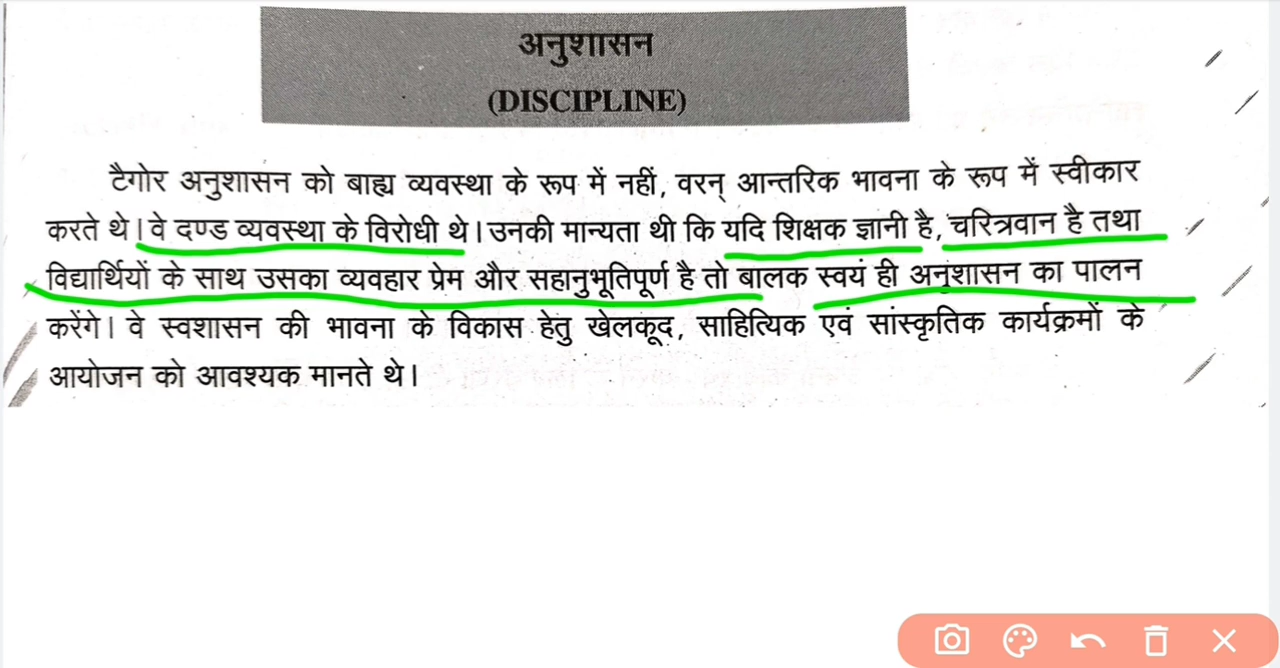 अनुशासन
(DISCIPLINE)
टैगोर अनुशासन को बाह्य व्यवस्था के रूप में नहीं, वरन् आन्तरिक भावना के रूप में स्वीकार
करते थे। वे दण्ड व्यवस्था के विरोधी थे। उनकी मान्यता थी कि यदि शिक्षक ज्ञानी है, चरित्रवान है तथा
विद्यार्थियों के साथ उसका व्यवहार प्रेम और सहानुभूतिपूर्ण है तो बालक स्वयं ही अनुशासन का पालन
करेंगे। वे स्वशासन की भावना के विकास हेतु खेलकूद, साहित्यिक एवं सांस्कृतिक कार्यक्रमों के
आयोजन को आवश्यक मानते थे।